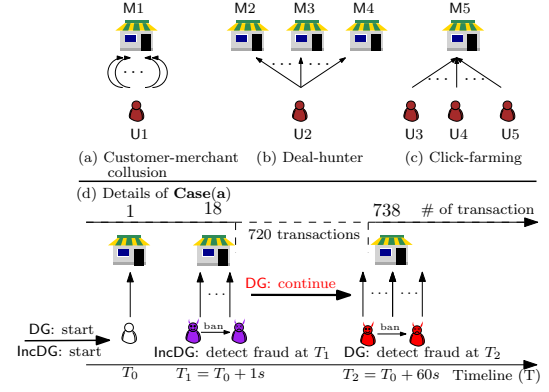 M1 M2 M3 M4 M5
U1 U2 U3 U4 U5
(a) Customer-merchant collusion
(b) Deal-hunter
(c) Click-farming
(d) Details of Case(a)
1 18 738 # of transaction
720 transactions
DG: continue
DG: start
IncDG: start
ban
ban
IncDG: detect fraud at T₁
DG: detect fraud at T₂
T₀ T₁ = T₀ + 1s T₂ = T₀ + 60s Timeline (T)